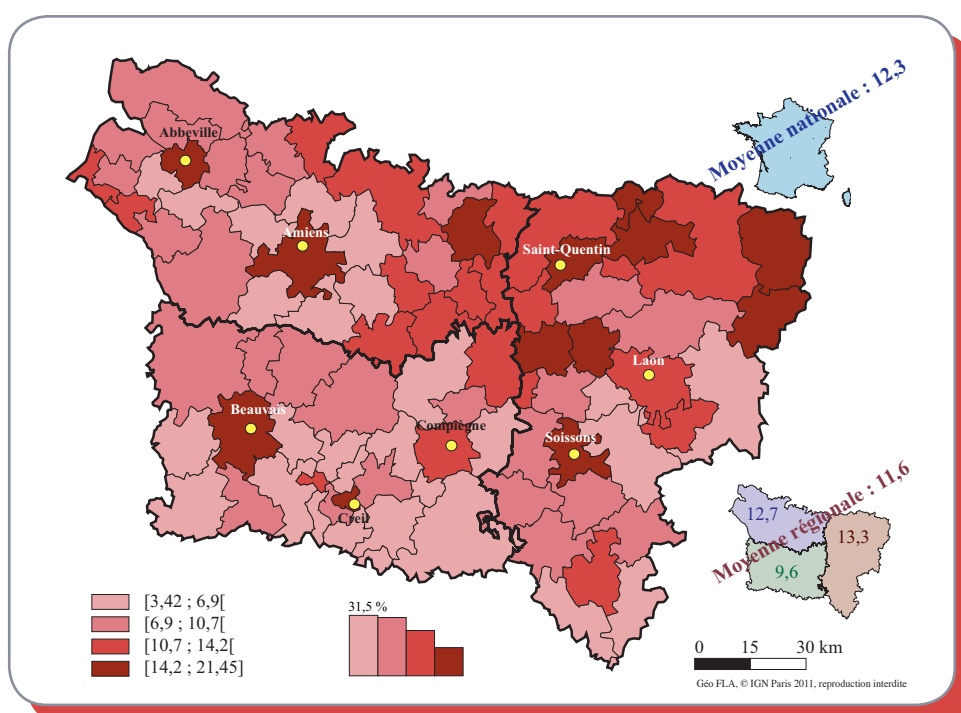 Moyenne nationale : 12,3
Abbeville
Amiens
Saint-Quentin
Laon
Beauvais
Compiègne
Soissons
Creil
Moyenne régionale : 11,6
12,7
13,3
9,6
[3,42 ; 6,9[
[6,9 ; 10,7[
[10,7 ; 14,2[
[14,2 ; 21,45]
31,5 %
0 15 30 km
Géo FLA, © IGN Paris 2011, reproduction interdite